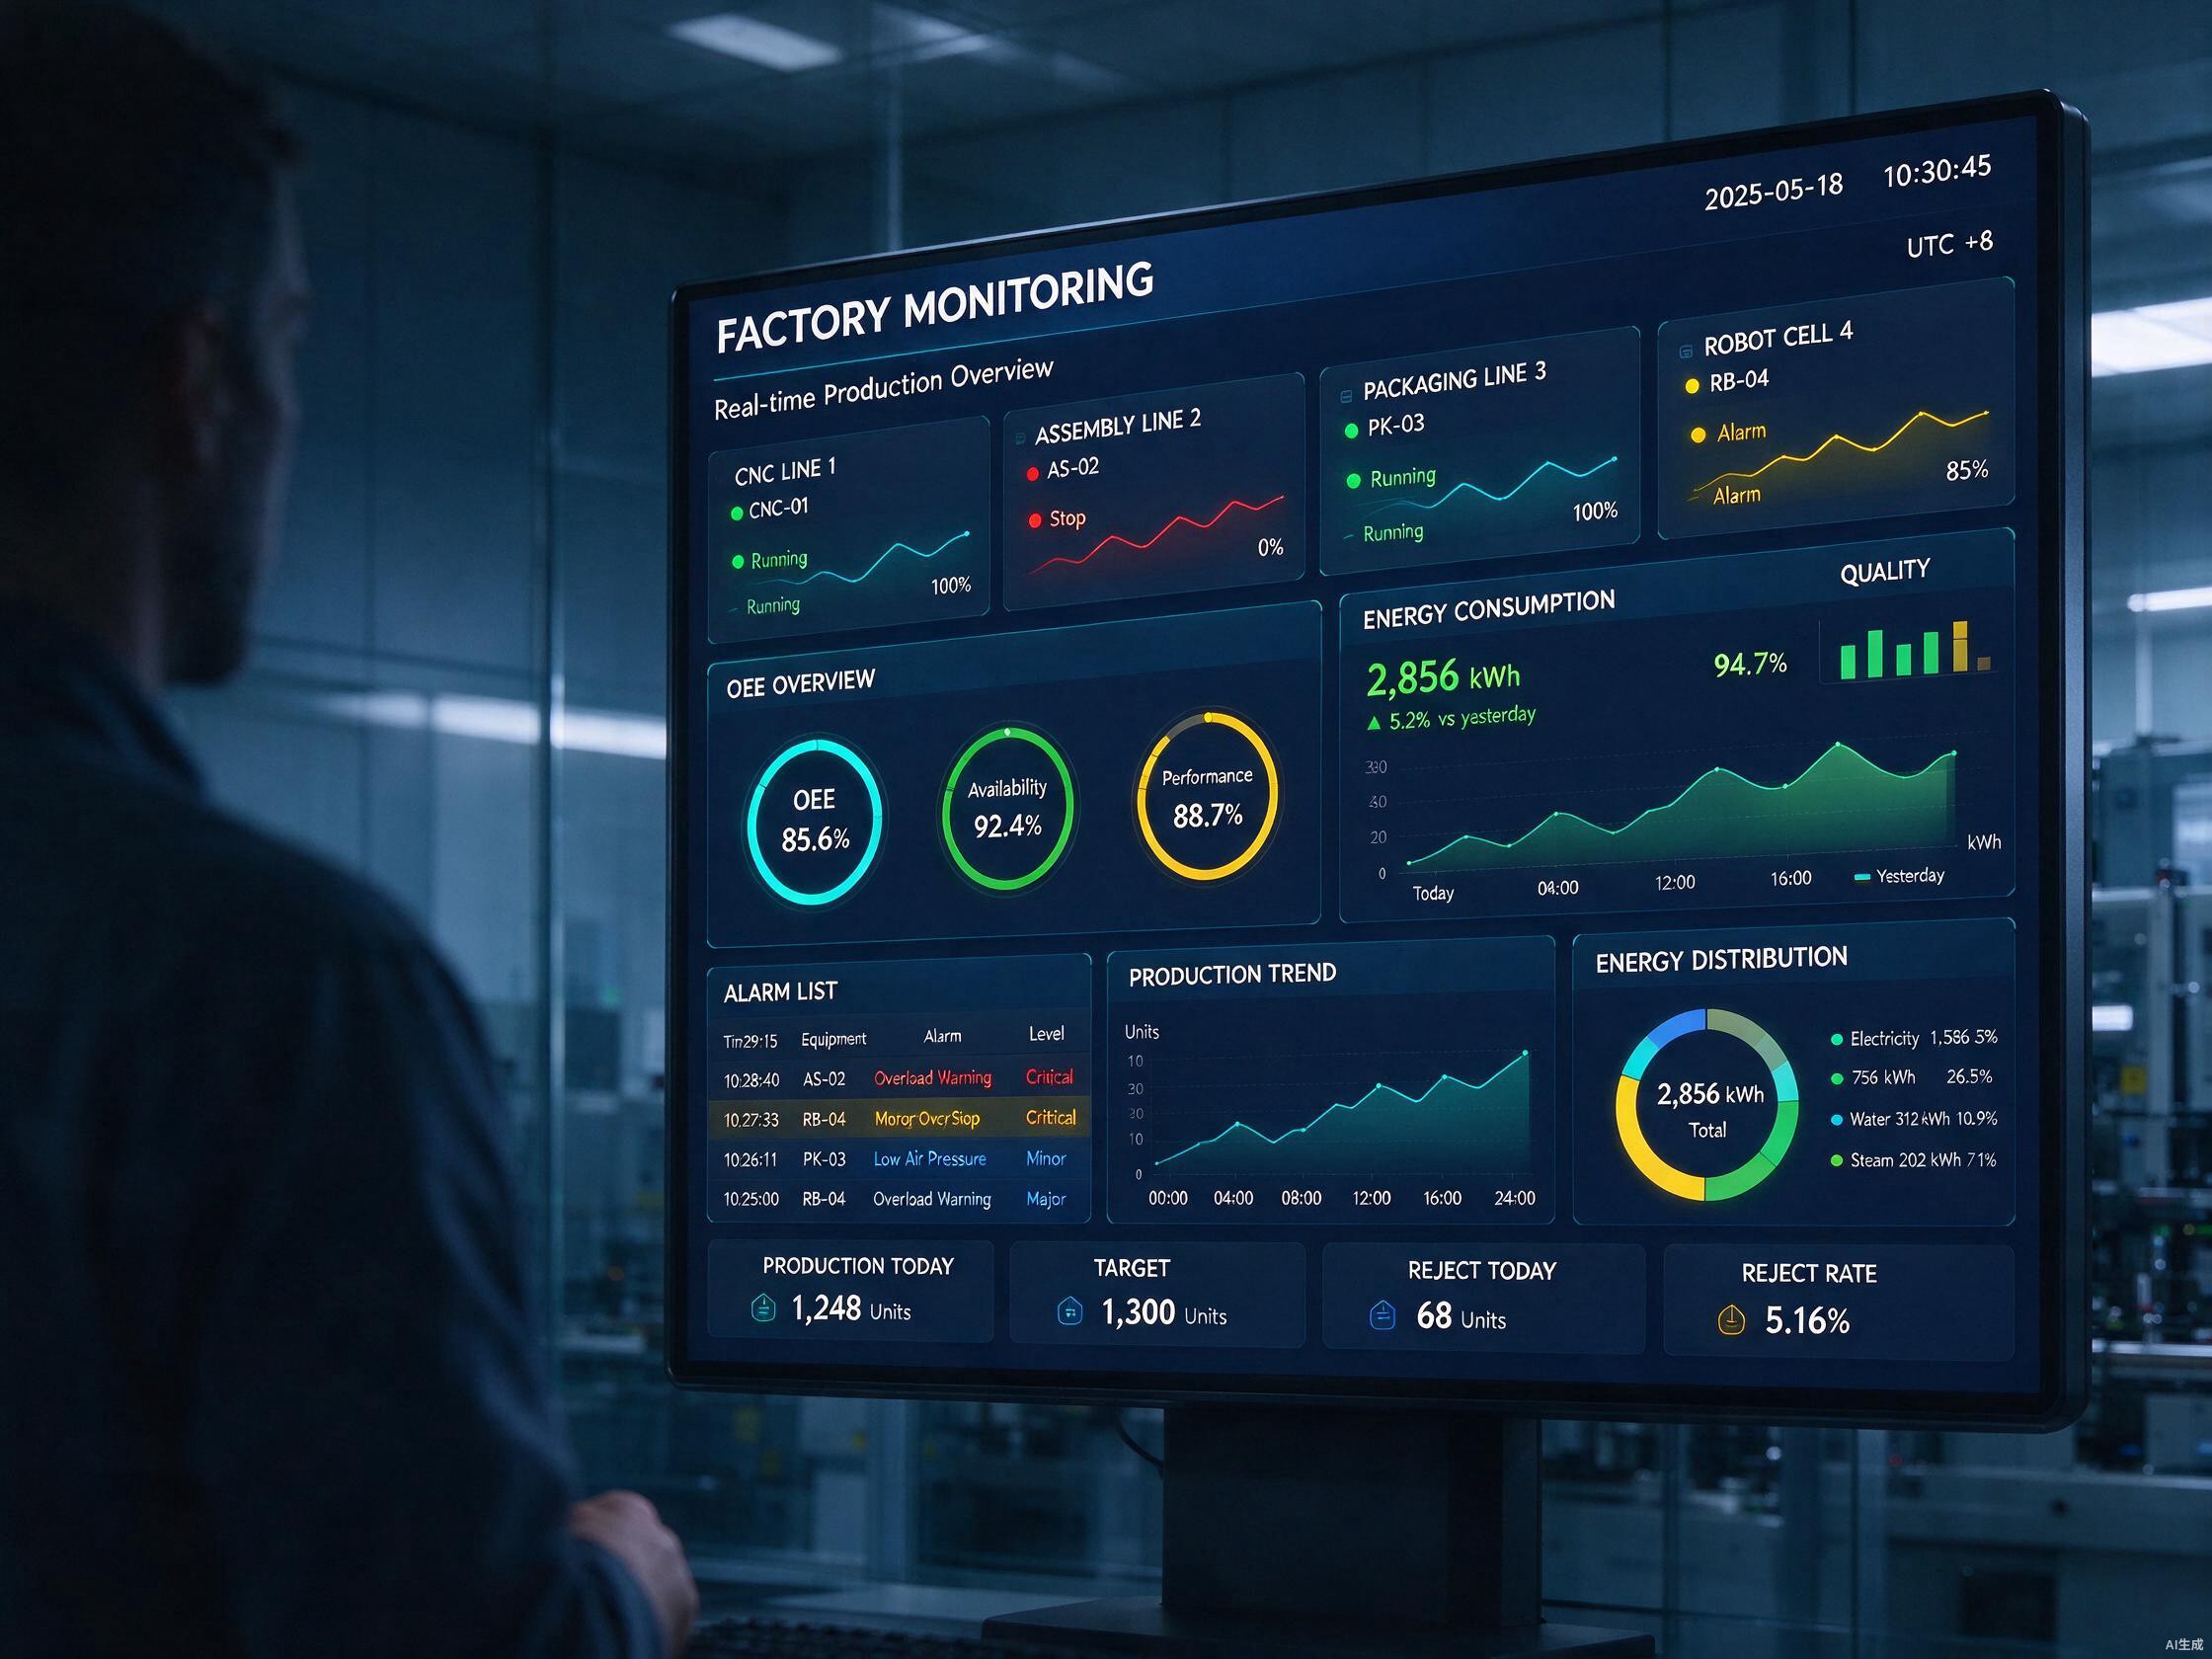 2025-05-18 10:30:45
UTC +8
FACTORY MONITORING
Real-time Production Overview
CNC LINE 1
CNC-01
Running
Running
100%
ASSEMBLY LINE 2
AS-02
Stop
0%
PACKAGING LINE 3
PK-03
Running
Running
100%
ROBOT CELL 4
RB-04
Alarm
Alarm
85%
OEE OVERVIEW
OEE
85.6%
Availability
92.4%
Performance
88.7%
ENERGY CONSUMPTION
QUALITY
2,856 kWh
94.7%
▲ 5.2% vs yesterday
20
0
kWh
Today 04:00 12:00 16:00 Yesterday
ALARM LIST
Equipment Alarm Level
10:28:40 AS-02 Overload Warning Critical
10:27:33 RB-04 Critical
10:26:11 PK-03 Low Air Pressure Minor
10:25:00 RB-04 Overload Warning Major
PRODUCTION TREND
Units
10
30
10
0
00:00 04:00 08:00 12:00 16:00 24:00
ENERGY DISTRIBUTION
2,856 kWh
Total
Electricity 1,586 5%
756 kWh 26.5%
Water 312 kWh 10.9%
Steam 202 kWh 71%
PRODUCTION TODAY
1,248 Units
TARGET
1,300 Units
REJECT TODAY
68 Units
REJECT RATE
5.16%
AI生成